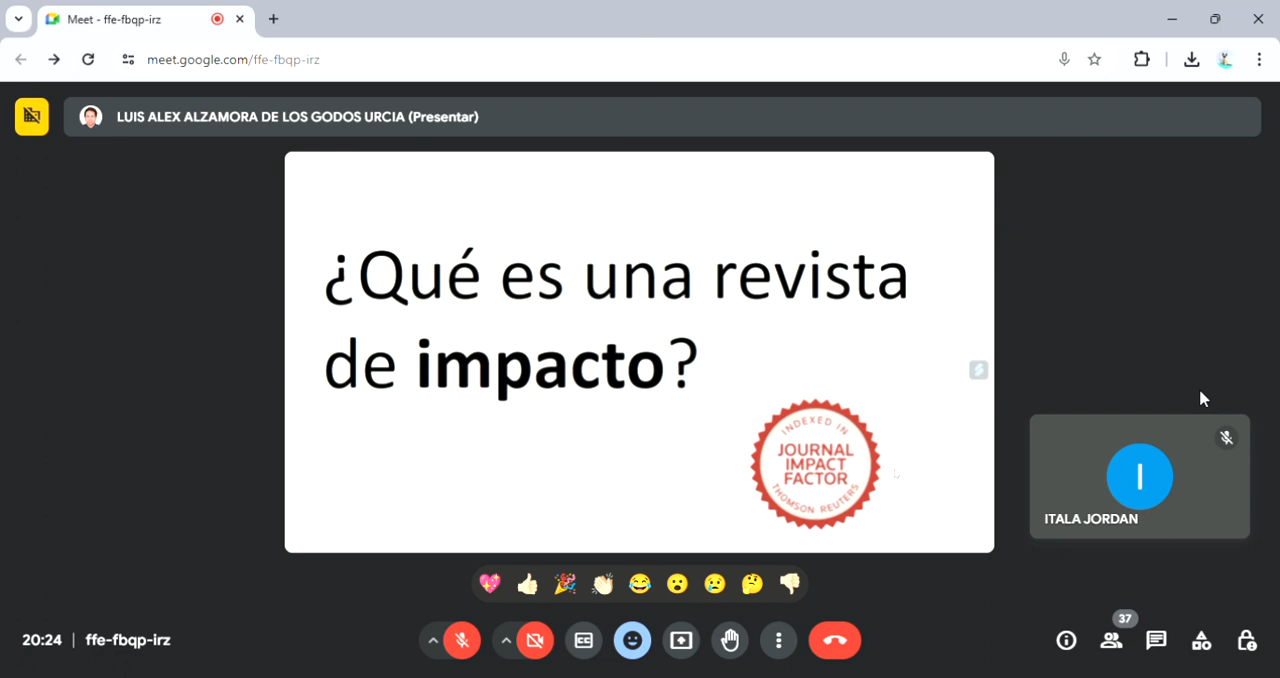 Meet - ffe-fbqp-irz
meet.google.com/ffe-fbqp-irz
LUIS ALEX ALZAMORA DE LOS GODOS URCIA (Presentar)
¿Qué es una revista
de impacto?
INDEXED IN
JOURNAL
IMPACT
FACTOR
THOMSON REUTERS
I
ITALA JORDAN
20:24 | ffe-fbqp-irz
CC
37